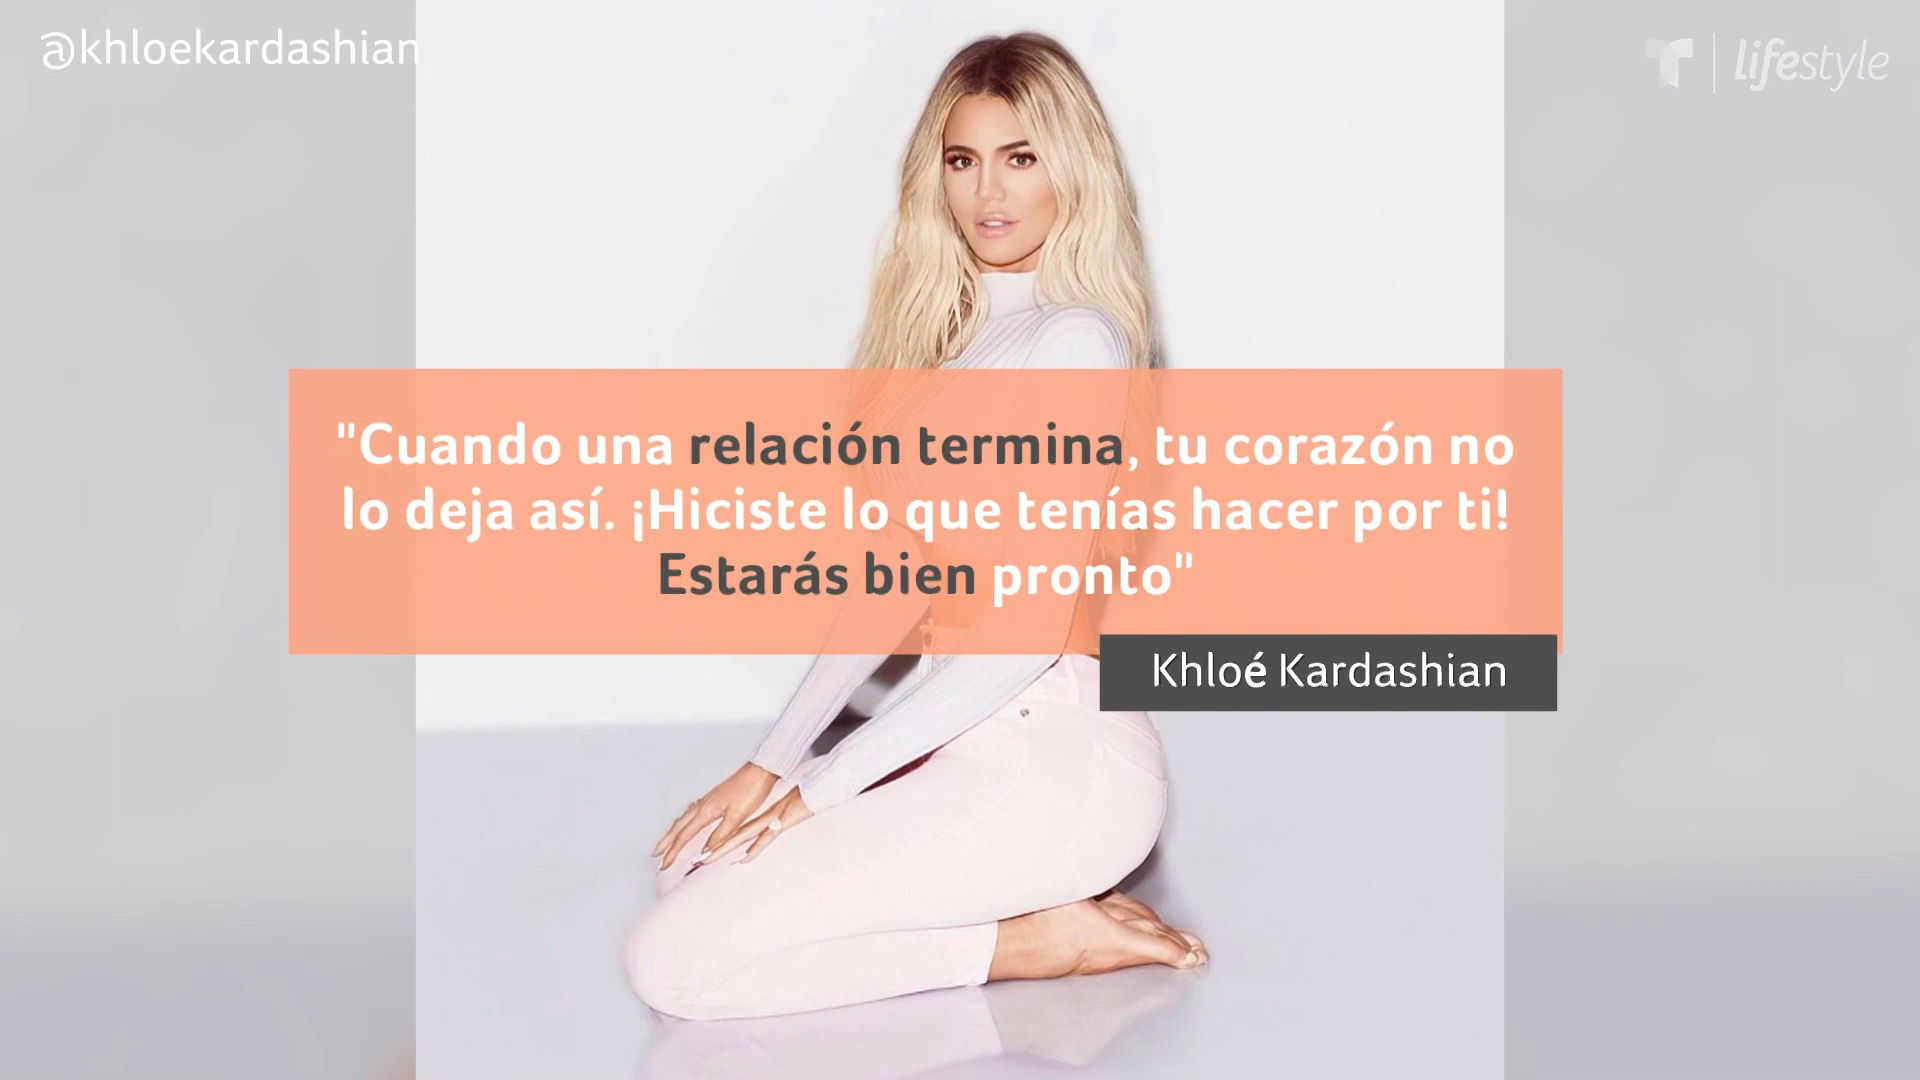 @khloekardashian
lifestyle
"Cuando una relación termina, tu corazón no
lo deja así. ¡Hiciste lo que tenías hacer por ti!
Estarás bien pronto"
Khloé Kardashian